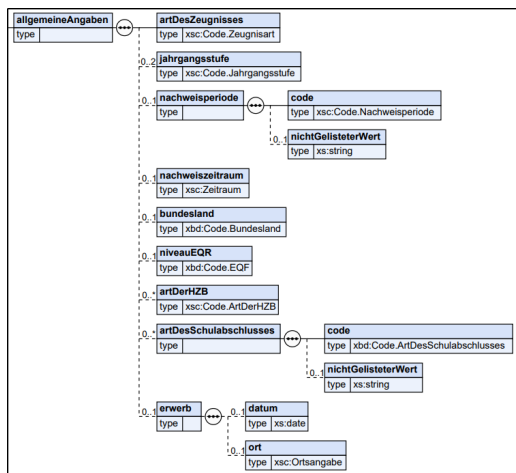 allgemeineAngaben
type
artDesZeugnisses
type xsc:Code.Zeugnisart
0..2
jahrgangsstufe
type xsc:Code.Jahrgangsstufe
0..1
nachweisperiode
type
code
type xsc:Code.Nachweisperiode
0..1
nichtGelisteterWert
type xs:string
0..1
nachweiszeitraum
type xsc:Zeitraum
0..1
bundesland
type xbd:Code.Bundesland
0..1
niveauEQR
type xbd:Code.EQF
0..*
artDerHZB
type xsc:Code.ArtDerHZB
0..*
artDesSchulabschlusses
type
code
type xbd:Code.ArtDesSchulabschlusses
0..1
nichtGelisteterWert
type xs:string
0..1
erwerb
type
0..1
datum
type xs:date
0..1
ort
type xsc:Ortsangabe